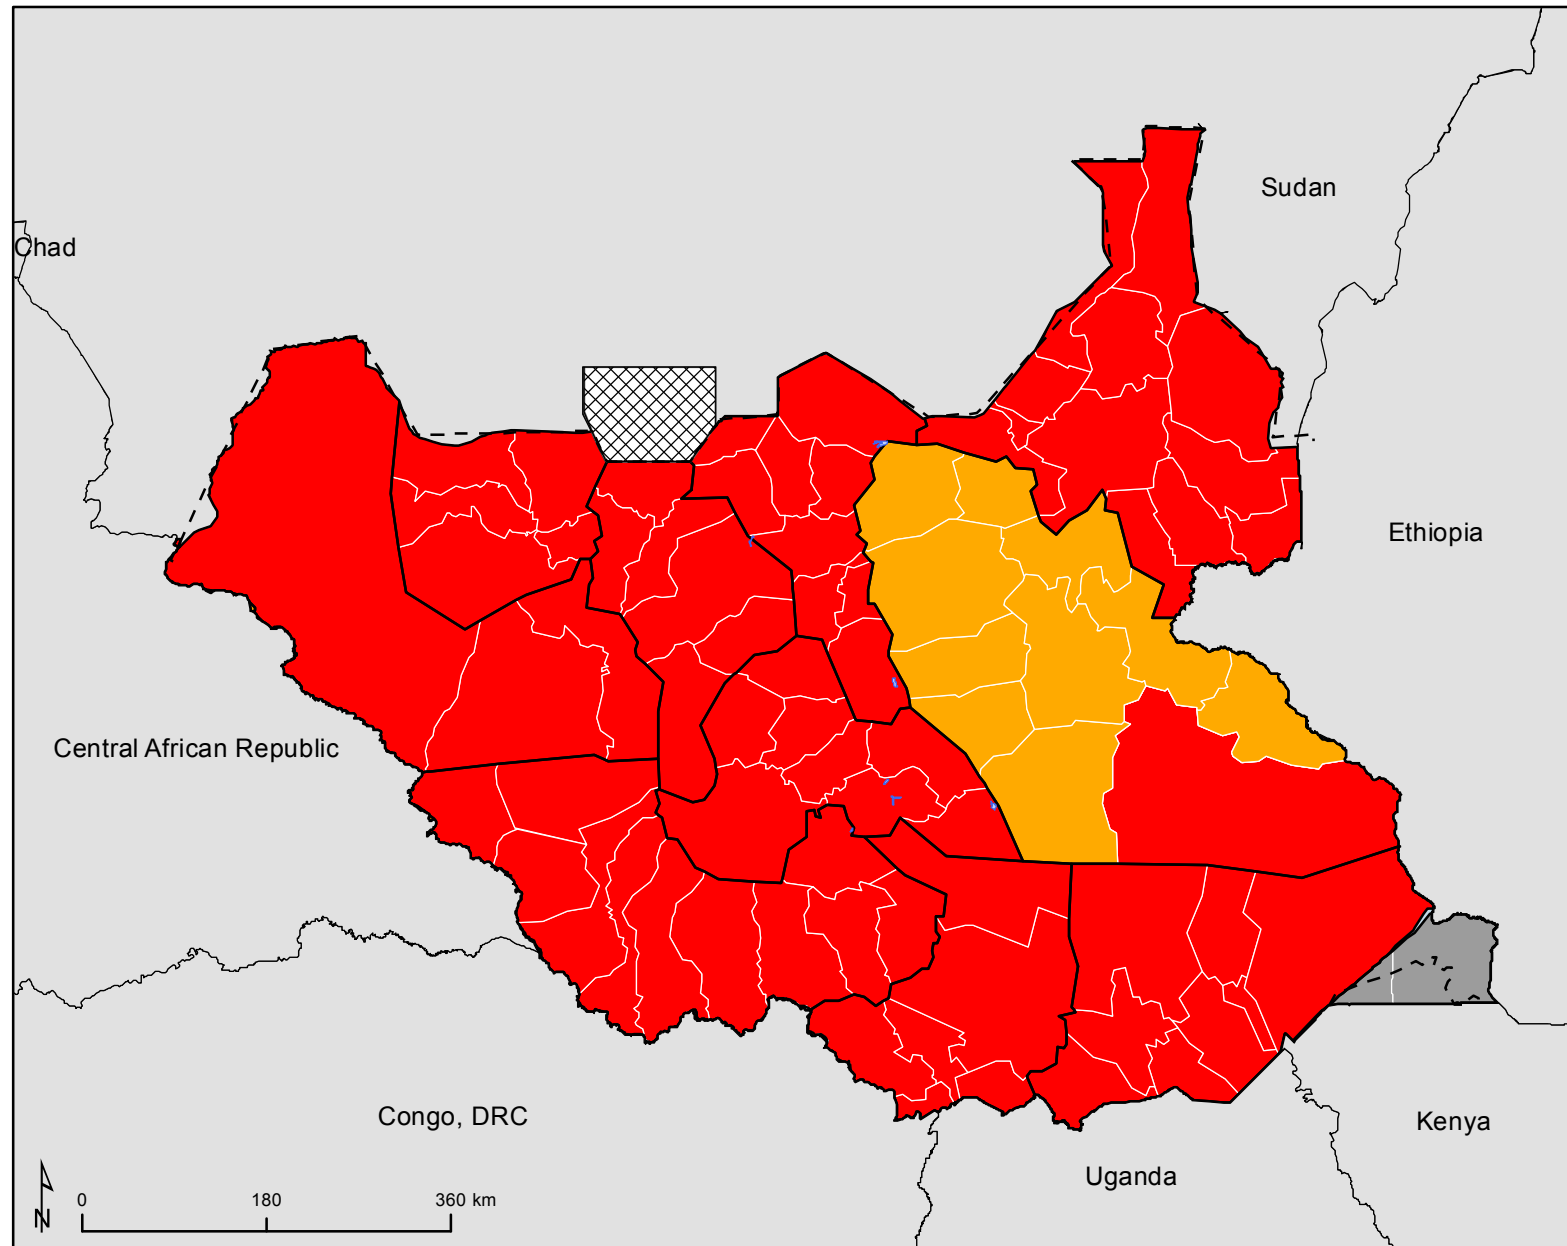 Sudan
Chad
Ethiopia
Central African Republic
Congo, DRC
Kenya
Uganda
N
0 180 360 km